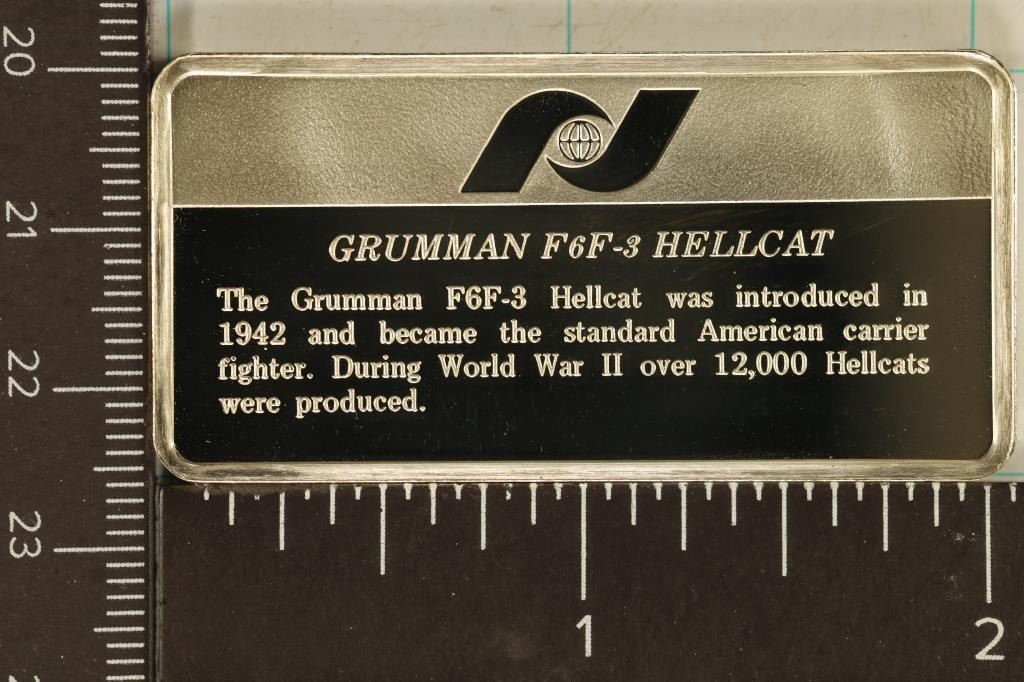 GRUMMAN F6F-3 HELLCAT
The Grumman F6F-3 Hellcat was introduced in
1942 and became the standard American carrier
fighter. During World War II over 12,000 Hellcats
were produced.
20
21
22
23
1
2